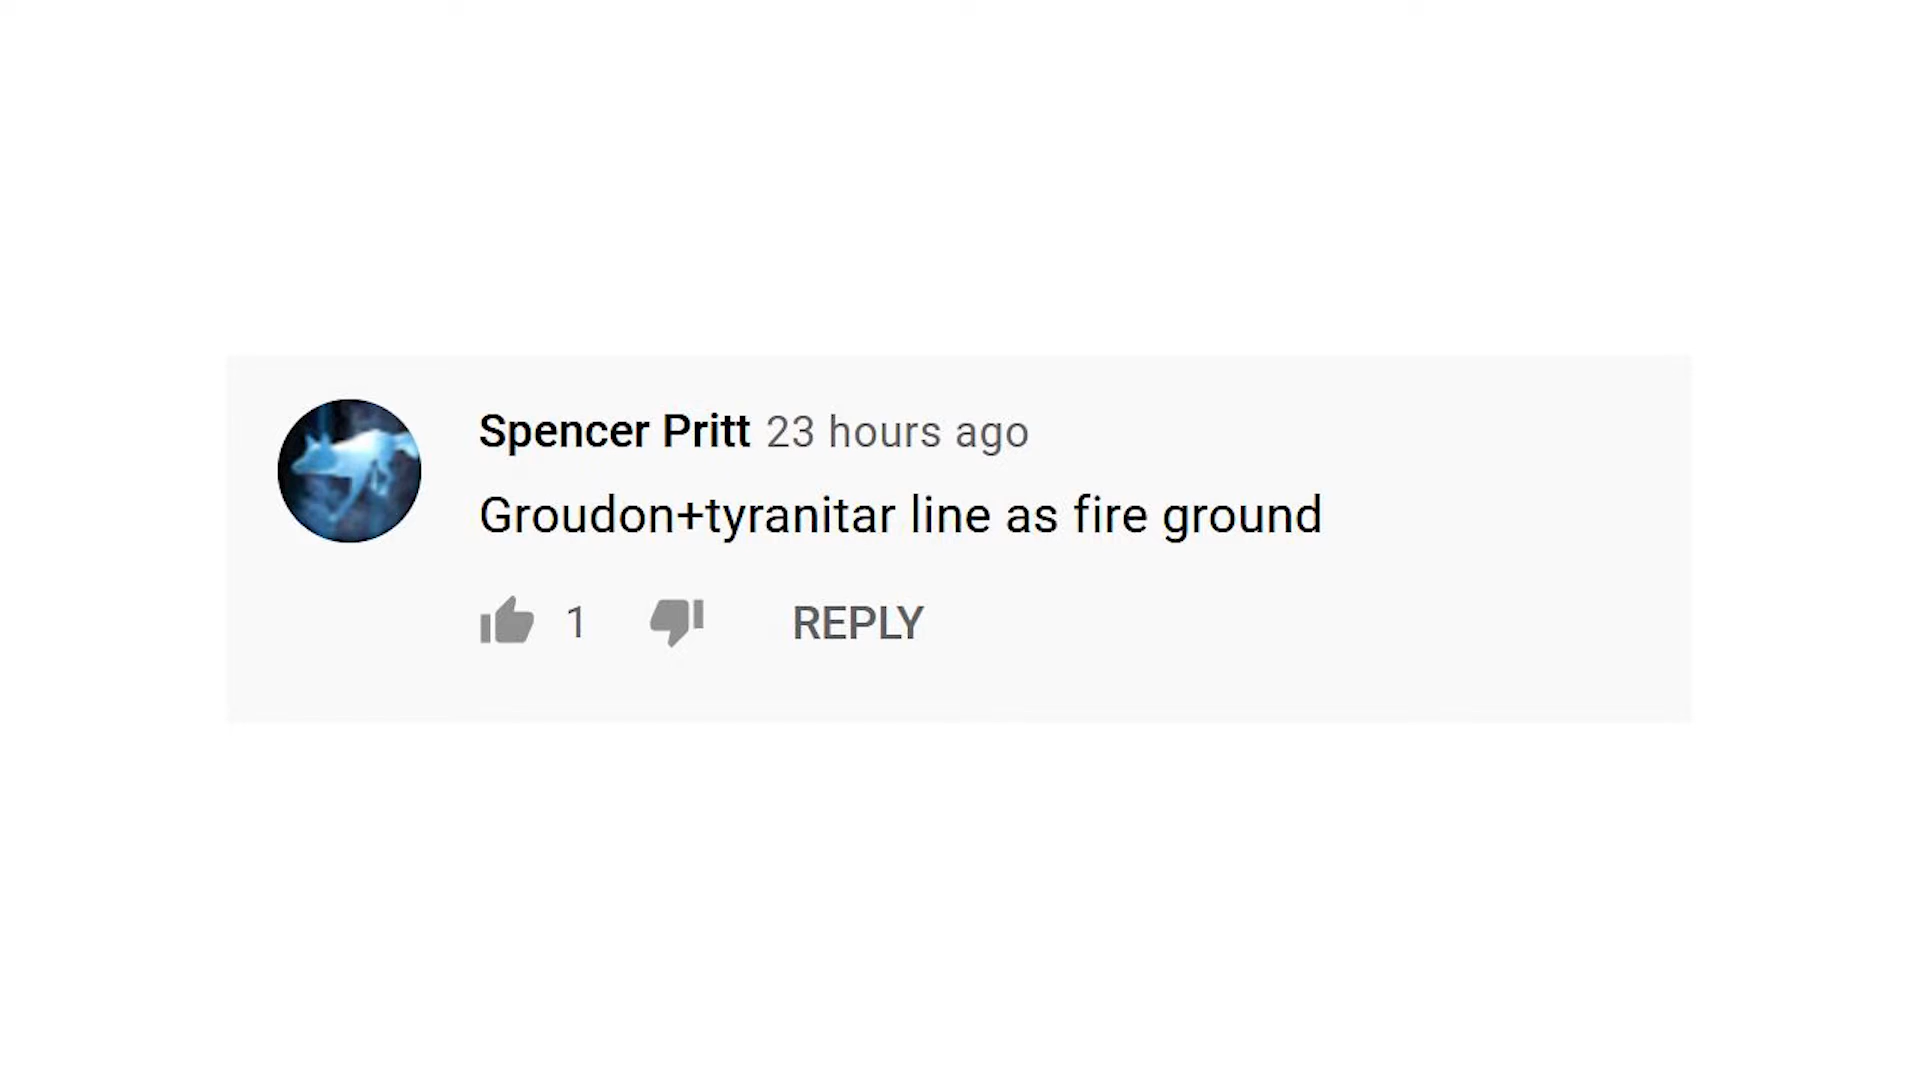 Spencer Pritt 23 hours ago
Groudon+tyranitar line as fire ground
1 REPLY